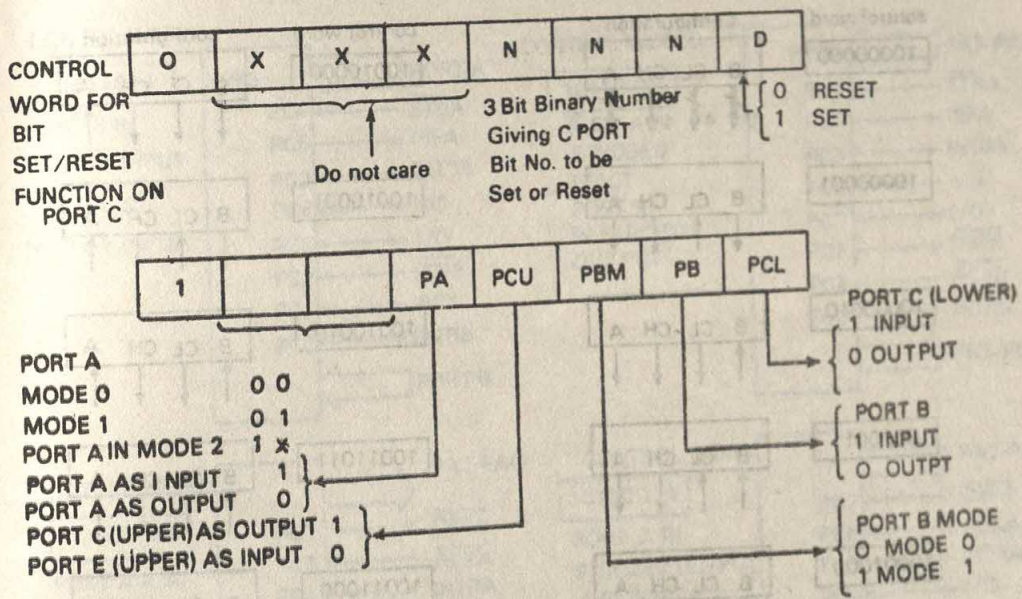 O X X X N N N D
CONTROL
WORD FOR
BIT
SET/RESET
FUNCTION ON
PORT C
Do not care
3 Bit Binary Number
Giving C PORT
Bit No. to be
Set or Reset
0 RESET
1 SET
1 PA PCU PBM PB PCL
PORT A
MODE 0 0 0
MODE 1 0 1
PORT A IN MODE 2 1 x
PORT A AS I NPUT 1
PORT A AS OUTPUT 0
PORT C (UPPER) AS OUTPUT 1
PORT E (UPPER) AS INPUT 0
PORT C (LOWER)
1 INPUT
0 OUTPUT
PORT B
1 INPUT
0 OUTPT
PORT B MODE
0 MODE 0
1 MODE 1